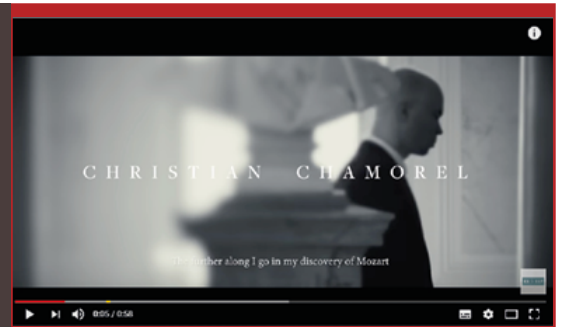 CHRISTIAN CHAMOREL
further along I go in my discovery of Mozart
0:05 / 0:58